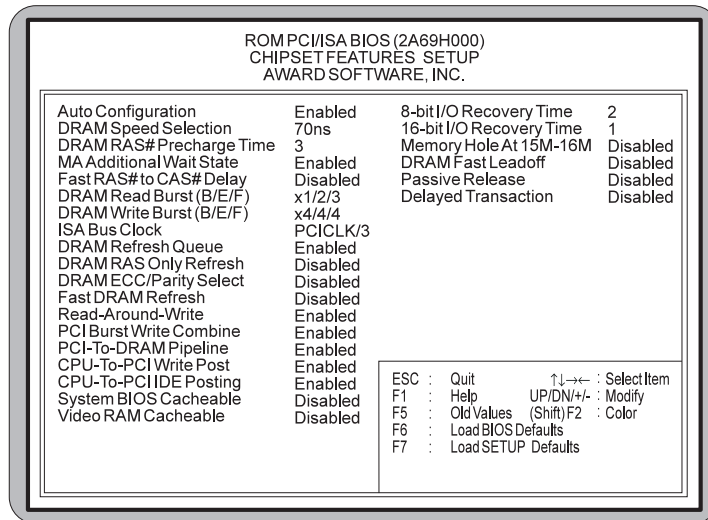 ROM PCI/ISA BIOS (2A69H000)
CHIPSET FEATURES SETUP
AWARD SOFTWARE, INC.
Auto Configuration Enabled
DRAM Speed Selection 70ns
DRAM RAS# Precharge Time 3
MA Additional Wait State Enabled
Fast RAS# to CAS# Delay Disabled
DRAM Read Burst (B/E/F) x1/2/3
DRAM Write Burst (B/E/F) x4/4/4
ISA Bus Clock PCICLK/3
DRAM Refresh Queue Enabled
DRAM RAS Only Refresh Disabled
DRAM ECC/Parity Select Disabled
Fast DRAM Refresh Disabled
Read-Around-Write Enabled
PCI Burst Write Combine Enabled
PCI-To-DRAM Pipeline Enabled
CPU-To-PCI Write Post Enabled
CPU-To-PCI IDE Posting Enabled
System BIOS Cacheable Disabled
Video RAM Cacheable Disabled
8-bit I/O Recovery Time 2
16-bit I/O Recovery Time 1
Memory Hole At 15M-16M Disabled
DRAM Fast Leadoff Disabled
Passive Release Disabled
Delayed Transaction Disabled
ESC : Quit ↑↓→← : Select Item
F1 : Help UP/DN/+/- : Modify
F5 : Old Values (Shift) F2 : Color
F6 : Load BIOS Defaults
F7 : Load SETUP Defaults